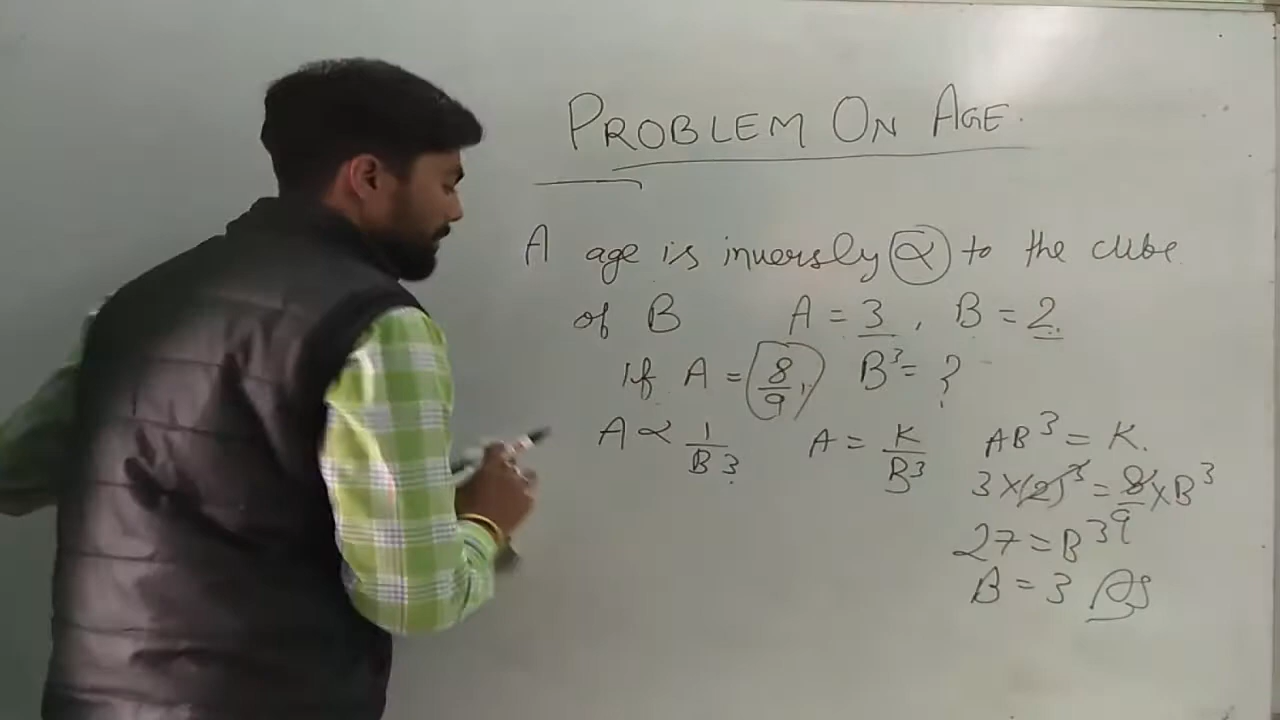 PROBLEM ON AGE.
A age is inversly ∝ to the cube
of B A = 3, B = 2.
If A = 8/9, B³ = ?
A ∝ 1/B³ A = K/B³ AB³ = K.
3×(2)³ = 8/9 × B³
27 = B³
B = 3